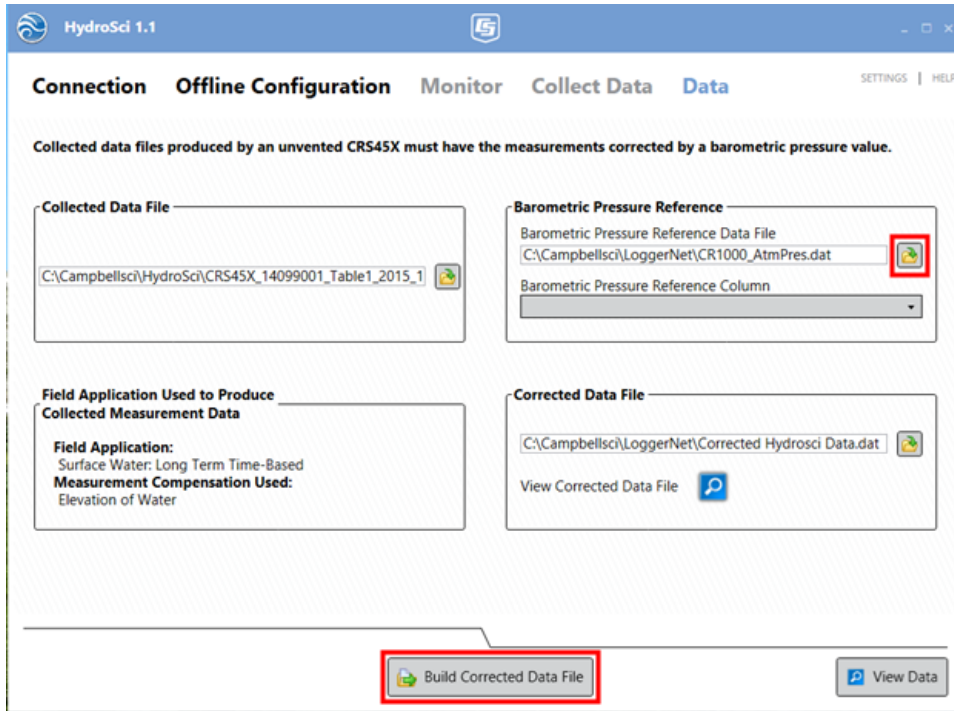 HydroSci 1.1
Connection Offline Configuration Monitor Collect Data Data SETTINGS | HELP
Collected data files produced by an unvented CRS45X must have the measurements corrected by a barometric pressure value.
Collected Data File
C:\Campbellsci\HydroSci\CRS45X_14099001_Table1_2015_1
Barometric Pressure Reference
Barometric Pressure Reference Data File
C:\Campbellsci\LoggerNet\CR1000_AtmPres.dat
Barometric Pressure Reference Column
Field Application Used to Produce
Collected Measurement Data
Field Application:
Surface Water: Long Term Time-Based
Measurement Compensation Used:
Elevation of Water
Corrected Data File
C:\Campbellsci\LoggerNet\Corrected Hydrosci Data.dat
View Corrected Data File
Build Corrected Data File
View Data